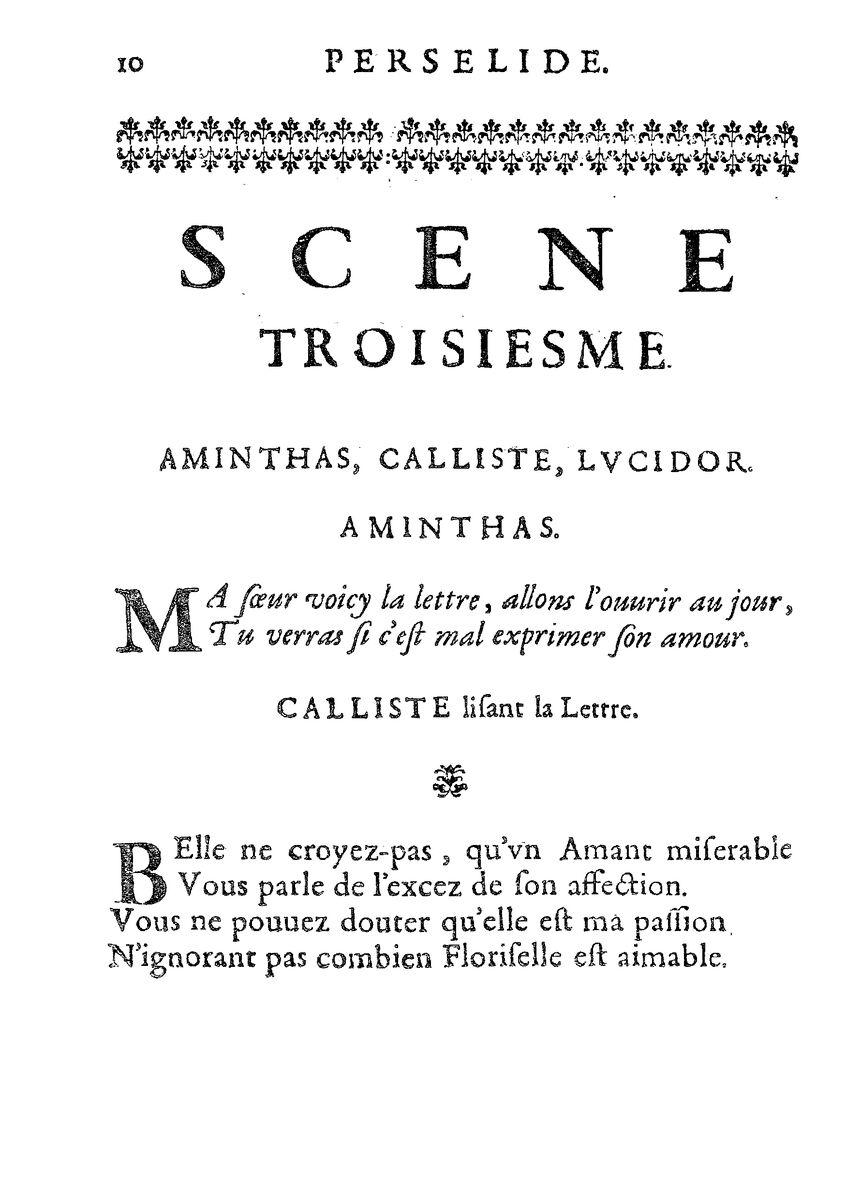 10 PERSELIDE.
SCENE
TROISIESME.
AMINTHAS, CALLISTE, LVCIDOR.
AMINTHAS.
MA ſœur voicy la lettre, allons l'ouurir au jour,
Tu verras ſi c'eſt mal exprimer ſon amour.
CALLISTE liſant la Lettre.
BElle ne croyez-pas, qu'vn Amant miſerable
Vous parle de l'excez de ſon affection.
Vous ne pouuez douter qu'elle eſt ma paſſion
N'ignorant pas combien Floriſelle eſt aimable.